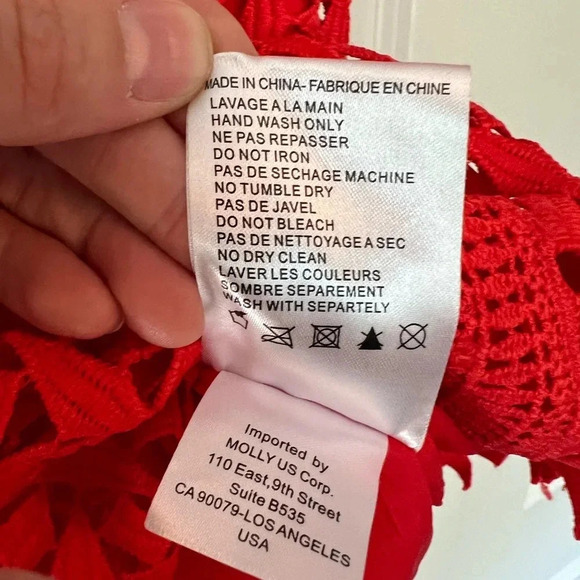 MADE IN CHINA- FABRIQUE EN CHINE
LAVAGE A LA MAIN
HAND WASH ONLY
NE PAS REPASSER
DO NOT IRON
PAS DE SECHAGE MACHINE
NO TUMBLE DRY
PAS DE JAVEL
DO NOT BLEACH
PAS DE NETTOYAGE A SEC
NO DRY CLEAN
LAVER LES COULEURS
SOMBRE SEPAREMENT
WASH WITH SEPARTELY
Imported by
MOLLY US Corp.
110 East,9th Street
Suite B535
CA 90079-LOS ANGELES
USA